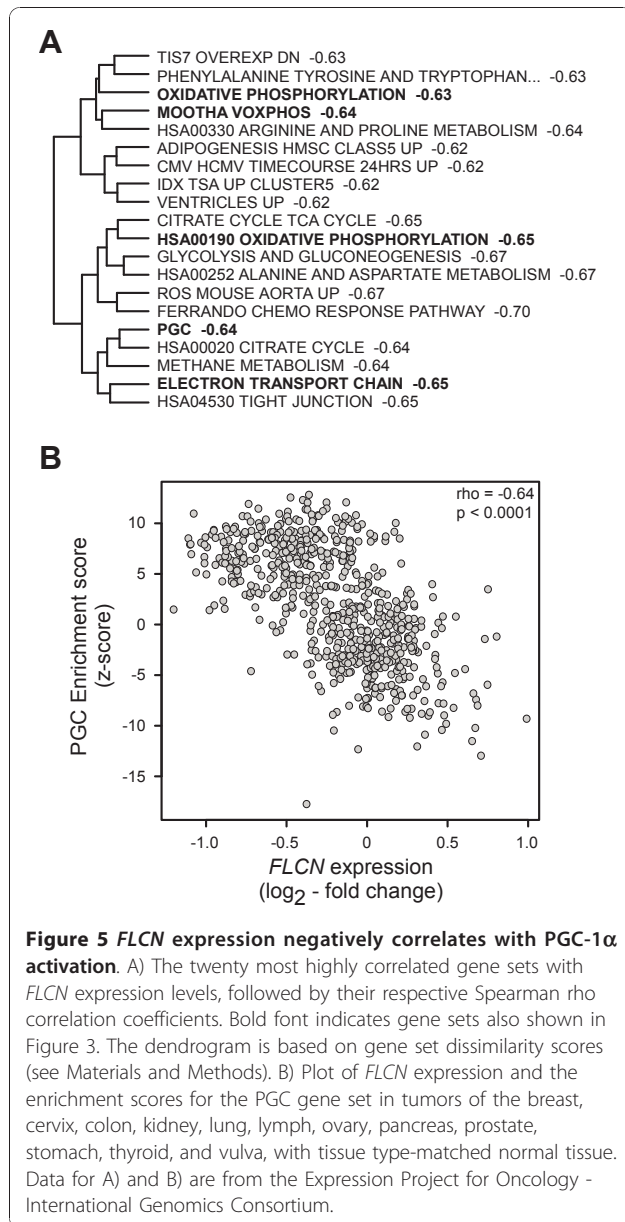 A
TIS7 OVEREXP DN -0.63
PHENYLALANINE TYROSINE AND TRYPTOPHAN... -0.63
OXIDATIVE PHOSPHORYLATION -0.63
MOOTHA VOXPHOS -0.64
HSA00330 ARGININE AND PROLINE METABOLISM -0.64
ADIPOGENESIS HMSC CLASS5 UP -0.62
CMV HCMV TIMECOURSE 24HRS UP -0.62
IDX TSA UP CLUSTER5 -0.62
VENTRICLES UP -0.62
CITRATE CYCLE TCA CYCLE -0.65
HSA00190 OXIDATIVE PHOSPHORYLATION -0.65
GLYCOLYSIS AND GLUCONEOGENESIS -0.67
HSA00252 ALANINE AND ASPARTATE METABOLISM -0.67
ROS MOUSE AORTA UP -0.67
FERRANDO CHEMO RESPONSE PATHWAY -0.70
PGC -0.64
HSA00020 CITRATE CYCLE -0.64
METHANE METABOLISM -0.64
ELECTRON TRANSPORT CHAIN -0.65
HSA04530 TIGHT JUNCTION -0.65
B
rho = -0.64
p < 0.0001
PGC Enrichment score
(z-score)
10
5
0
-5
-10
-15
-1.0 -0.5 0 0.5 1.0
FLCN expression
(log2 - fold change)
Figure 5 FLCN expression negatively correlates with PGC-1α
activation. A) The twenty most highly correlated gene sets with
FLCN expression levels, followed by their respective Spearman rho
correlation coefficients. Bold font indicates gene sets also shown in
Figure 3. The dendrogram is based on gene set dissimilarity scores
(see Materials and Methods). B) Plot of FLCN expression and the
enrichment scores for the PGC gene set in tumors of the breast,
cervix, colon, kidney, lung, lymph, ovary, pancreas, prostate,
stomach, thyroid, and vulva, with tissue type-matched normal tissue.
Data for A) and B) are from the Expression Project for Oncology -
International Genomics Consortium.